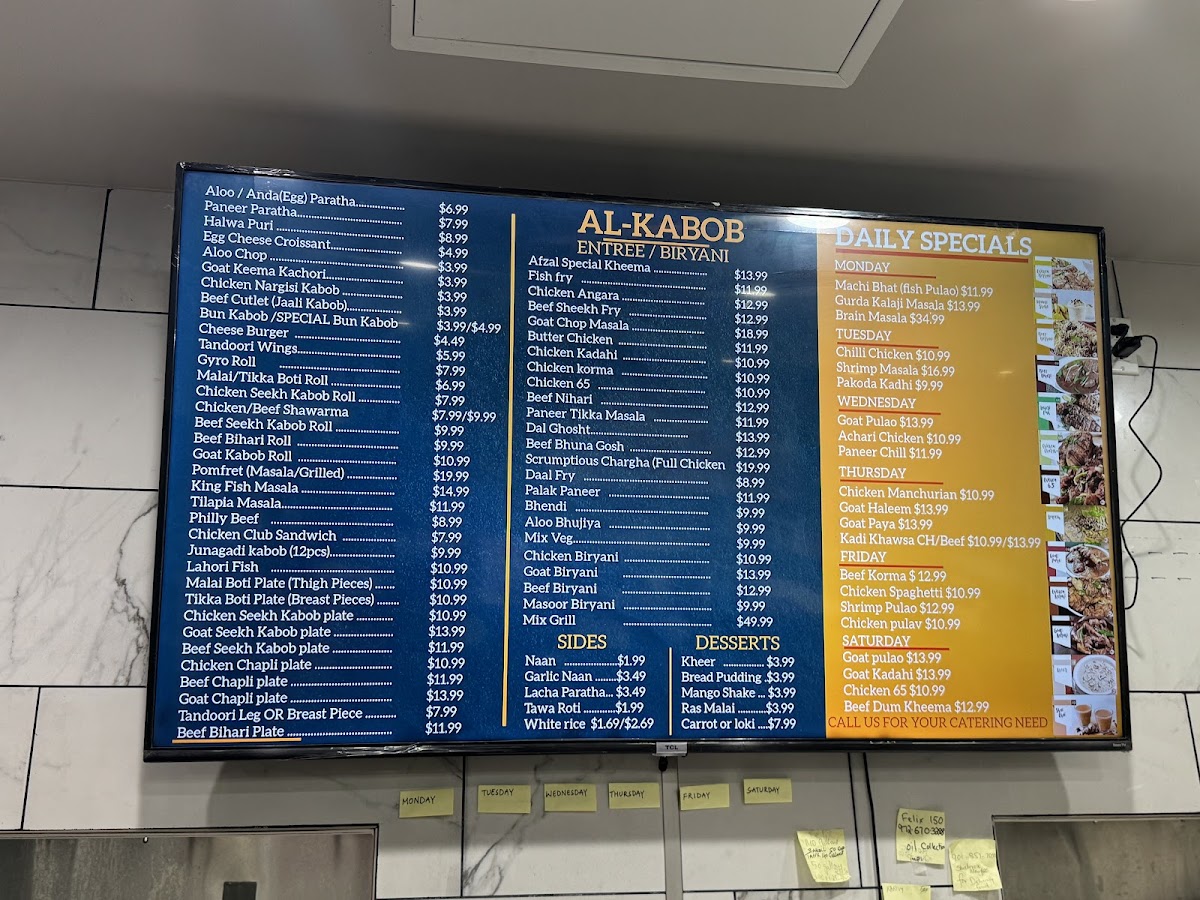 Aloo / Anda(Egg) Paratha............. $6.99
Paneer Paratha............................ $7.99
Halwa Puri ................................... $8.99
Egg Cheese Croissant.................... $4.99
Aloo Chop ..................................... $3.99
Goat Keema Kachori..................... $3.99
Chicken Nargisi Kabob ................. $3.99
Beef Cutlet (Jaali Kabob)............... $3.99
Bun Kabob /SPECIAL Bun Kabob $3.99/$4.99
Cheese Burger ............................. $4.49
Tandoori Wings............................ $5.99
Gyro Roll ................................. $7.99
Malai/Tikka Boti Roll ................... $6.99
Chicken Seekh Kabob Roll ........... $7.99
Chicken/Beef Shawarma $7.99/$9.99
Beef Seekh Kabob Roll ................. $9.99
Beef Bihari Roll ........................... $9.99
Goat Kabob Roll ........................... $10.99
Pomfret (Masala/Grilled) .............. $19.99
King Fish Masala ......................... $14.99
Tilapia Masala............................. $11.99
Philly Beef ................................ $8.99
Chicken Club Sandwich ............... $7.99
Junagadi kabob (12pcs)................. $9.99
Lahori Fish ................................ $10.99
Malai Boti Plate (Thigh Pieces) ..... $10.99
Tikka Boti Plate (Breast Pieces) ...... $10.99
Chicken Seekh Kabob plate .......... $10.99
Goat Seekh Kabob plate ............... $13.99
Beef Seekh Kabob plate ................ $11.99
Chicken Chapli plate .................... $10.99
Beef Chapli plate ......................... $11.99
Goat Chapli plate ......................... $13.99
Tandoori Leg OR Breast Piece ......... $7.99
Beef Bihari Plate .......................... $11.99
AL-KABOB
ENTREE / BIRYANI
Afzal Special Kheema .............. $13.99
Fish fry ................................. $11.99
Chicken Angara ..................... $12.99
Beef Sheekh Fry ..................... $12.99
Goat Chop Masala ................... $18.99
Butter Chicken ...................... $11.99
Chicken Kadahi ..................... $10.99
Chicken korma ...................... $10.99
Chicken 65 ........................... $10.99
Beef Nihari ........................... $12.99
Paneer Tikka Masala .............. $11.99
Dal Ghosht............................ $13.99
Beef Bhuna Gosh ................... $12.99
Scrumptious Chargha (Full Chicken $19.99
Daal Fry ............................... $8.99
Palak Paneer ......................... $11.99
Bhendi ................................. $9.99
Aloo Bhujiya ......................... $9.99
Mix Veg................................ $9.99
Chicken Biryani ..................... $10.99
Goat Biryani ......................... $13.99
Beef Biryani ......................... $12.99
Masoor Biryani ..................... $9.99
Mix Grill .............................. $49.99
SIDES
Naan ..................$1.99
Garlic Naan .......$3.49
Lacha Paratha... $3.49
Tawa Roti .........$1.99
White rice $1.69/$2.69
DESSERTS
Kheer .............$3.99
Bread Pudding .$3.99
Mango Shake ... $3.99
Ras Malai .........$3.99
Carrot or loki ....$7.99
DAILY SPECIALS
MONDAY
Machi Bhat (fish Pulao) $11.99
Gurda Kalaji Masala $13.99
Brain Masala $34.99
TUESDAY
Chilli Chicken $10.99
Shrimp Masala $16.99
Pakoda Kadhi $9.99
WEDNESDAY
Goat Pulao $13.99
Achari Chicken $10.99
Paneer Chill $11.99
THURSDAY
Chicken Manchurian $10.99
Goat Haleem $13.99
Goat Paya $13.99
Kadi Khawsa CH/Beef $10.99/$13.99
FRIDAY
Beef Korma $ 12.99
Chicken Spaghetti $10.99
Shrimp Pulao $12.99
Chicken pulav $10.99
SATURDAY
Goat pulao $13.99
Goat Kadahi $13.99
Chicken 65 $10.99
Beef Dum Kheema $12.99
CALL US FOR YOUR CATERING NEED
TCL
MONDAY
TUESDAY
WEDNESDAY
THURSDAY
FRIDAY
SATURDAY
Felix 150
oil Collector